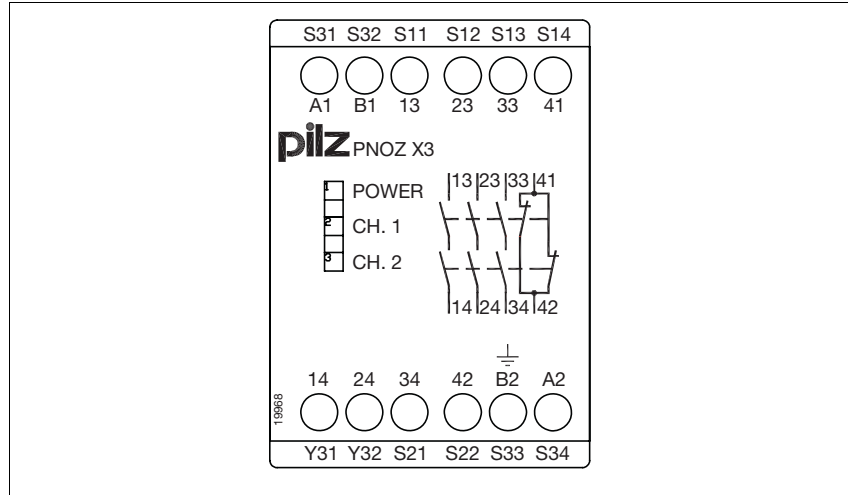 S31 S32 S11 S12 S13 S14
A1 B1 13 23 33 41
pilz PNOZ X3
1 POWER
2 CH. 1
3 CH. 2
13 23 33 41
14 24 34 42
14 24 34 42 B2 A2
19968
Y31 Y32 S21 S22 S33 S34